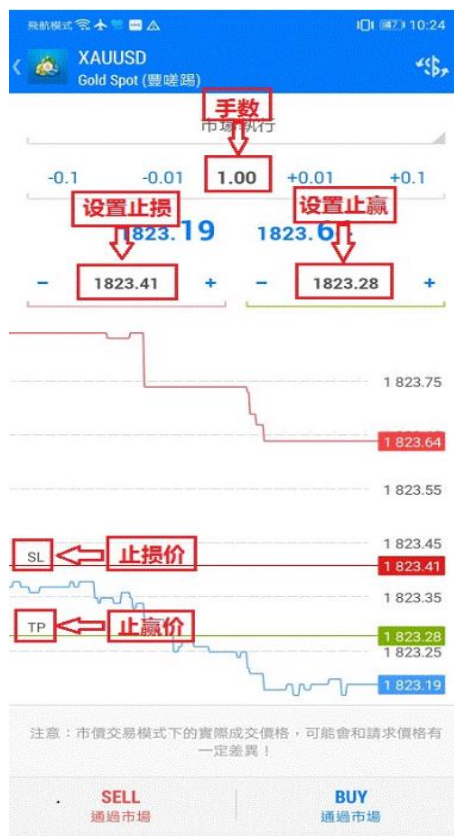 飛航模式 10:24
XAUUSD
Gold Spot (豐嗟踢)
手数
市場執行
-0.1 -0.01 1.00 +0.01 +0.1
设置止损 设置止赢
1823.19 1823.64
- 1823.41 + - 1823.28 +
1 823.75
1 823.64
1 823.55
1 823.45
SL 止损价 1 823.41
1 823.35
TP 止赢价 1 823.28
1 823.25
1 823.19
注意：市價交易模式下的實際成交價格，可能會和請求價格有
一定差異！
SELL BUY
通過市場 通過市場